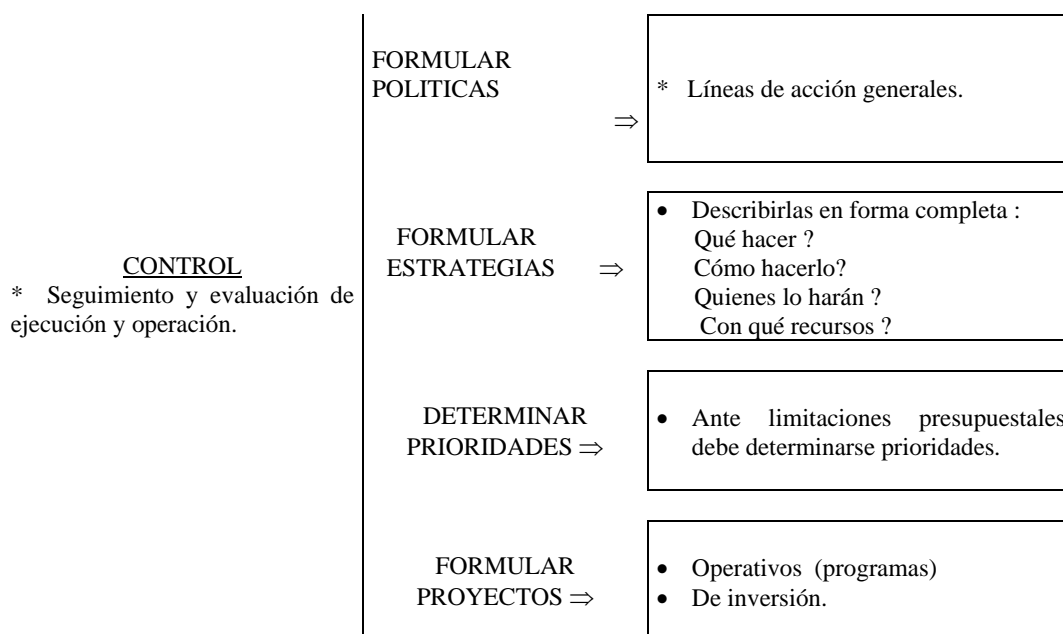 FORMULAR
POLITICAS
⇒
* Líneas de acción generales.
CONTROL
* Seguimiento y evaluación de
ejecución y operación.
FORMULAR
ESTRATEGIAS ⇒
• Describirlas en forma completa :
Qué hacer ?
Cómo hacerlo?
Quienes lo harán ?
Con qué recursos ?
DETERMINAR
PRIORIDADES ⇒
• Ante limitaciones presupuestales
debe determinarse prioridades.
FORMULAR
PROYECTOS ⇒
• Operativos (programas)
• De inversión.